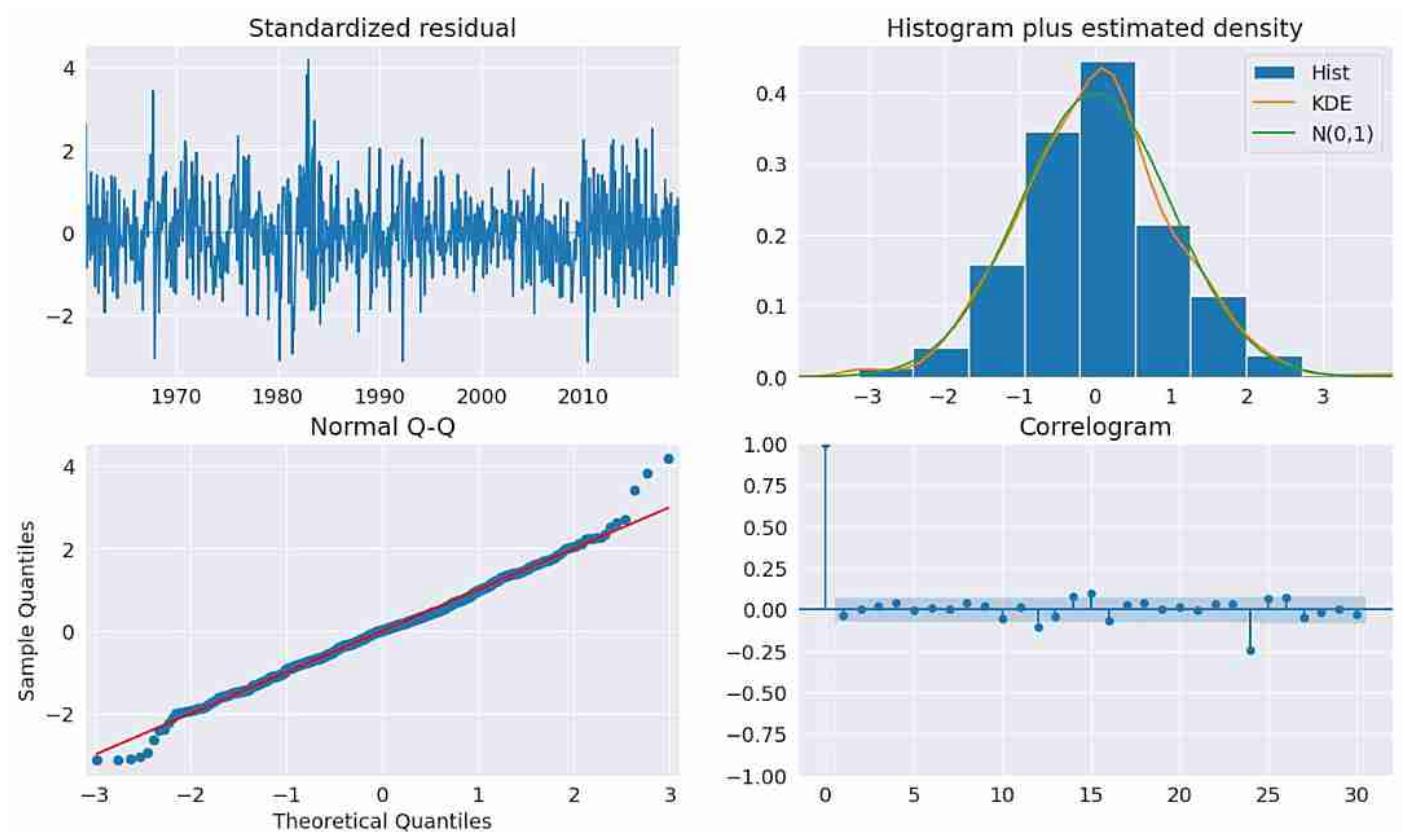 Standardized residual
4
2
0
−2
1970 1980 1990 2000 2010
Histogram plus estimated density
Hist
KDE
N(0,1)
0.4
0.3
0.2
0.1
0.0
−3 −2 −1 0 1 2 3
Normal Q-Q
Sample Quantiles
4
2
0
−2
−3 −2 −1 0 1 2 3
Theoretical Quantiles
Correlogram
1.00
0.75
0.50
0.25
0.00
−0.25
−0.50
−0.75
−1.00
0 5 10 15 20 25 30